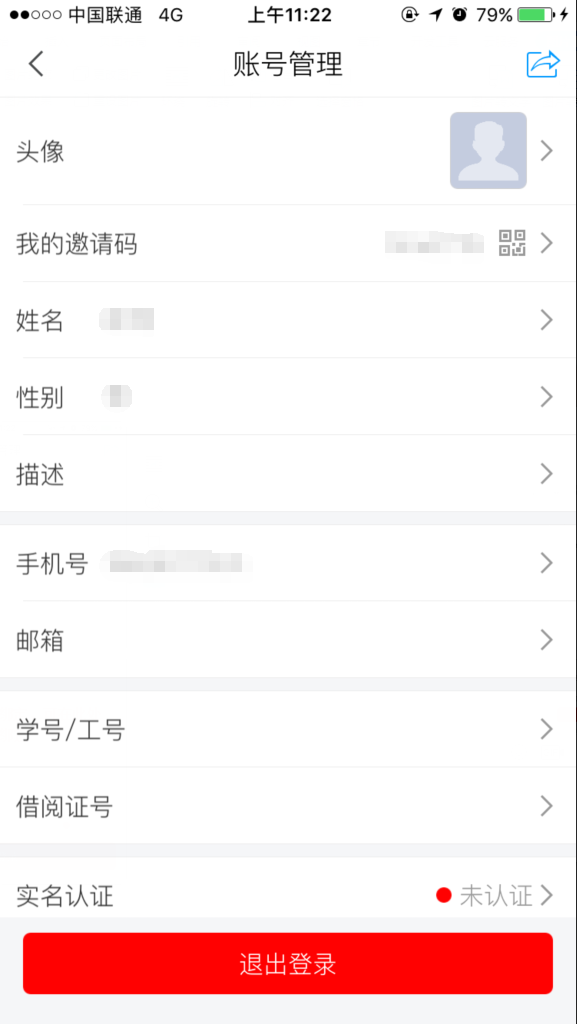 中国联通 4G 上午11:22 79%
账号管理
头像
我的邀请码
姓名
性别
描述
手机号
邮箱
学号/工号
借阅证号
实名认证 未认证
退出登录